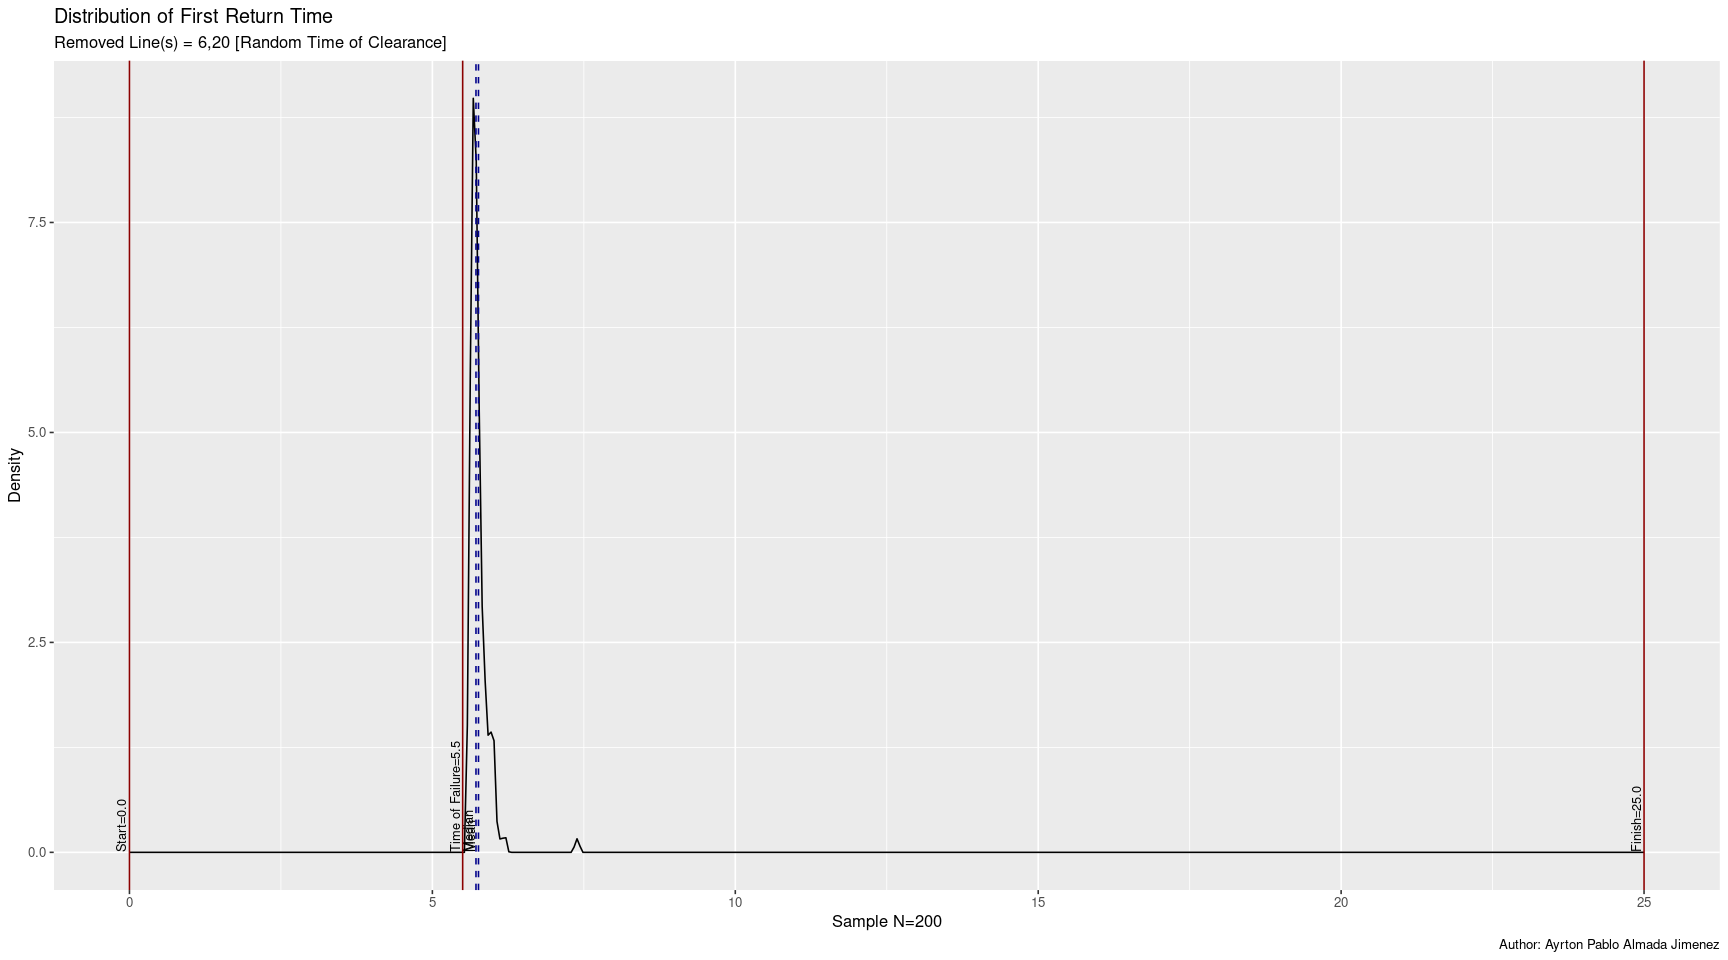 Distribution of First Return Time
Removed Line(s) = 6,20 [Random Time of Clearance]
Density
7.5
5.0
2.5
0.0
Start=0.0
Time of Failure=5.5
Median
Mean
Finish=25.0
0
5
10
15
20
25
Sample N=200
Author: Ayrton Pablo Almada Jimenez